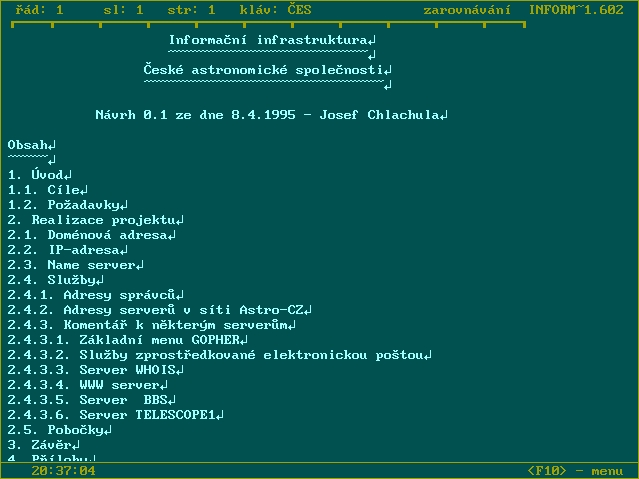 řád: 1 sl: 1 str: 1 kláv: ČES zarovnávání INFORM~1.602
Informační infrastruktura
~~~~~~~~~~~~~~~~~~~~~~~~~
České astronomické společnosti
~~~~~~~~~~~~~~~~~~~~~~~~~~~~~~
Návrh 0.1 ze dne 8.4.1995 - Josef Chlachula
Obsah
~~~~~
1. Úvod
1.1. Cíle
1.2. Požadavky
2. Realizace projektu
2.1. Doménová adresa
2.2. IP-adresa
2.3. Name server
2.4. Služby
2.4.1. Adresy správců
2.4.2. Adresy serverů v síti Astro-CZ
2.4.3. Komentář k některým serverům
2.4.3.1. Základní menu GOPHER
2.4.3.2. Služby zprostředkované elektronickou poštou
2.4.3.3. Server WHOIS
2.4.3.4. WWW server
2.4.3.5. Server  BBS
2.4.3.6. Server TELESCOPE1
2.5. Pobočky
3. Závěr
4. Přílohy
20:37:04 <F10> - menu